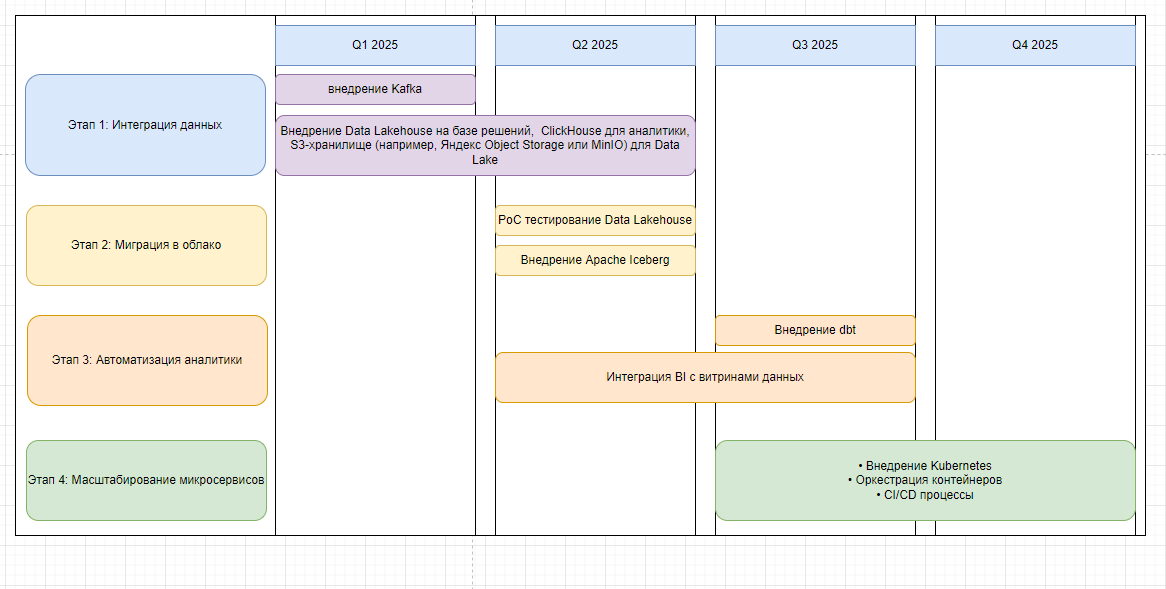 Q1 2025
Q2 2025
Q3 2025
Q4 2025
Этап 1: Интеграция данных
внедрение Kafka
Внедрение Data Lakehouse на базе решений,  ClickHouse для аналитики,
S3-хранилище (например, Яндекс Object Storage или MinIO) для Data
Lake
Этап 2: Миграция в облако
PoC тестирование Data Lakehouse
Внедрение Apache Iceberg
Этап 3: Автоматизация аналитики
Внедрение dbt
Интеграция BI с витринами данных
Этап 4: Масштабирование микросервисов
• Внедрение Kubernetes
• Оркестрация контейнеров
• CI/CD процессы